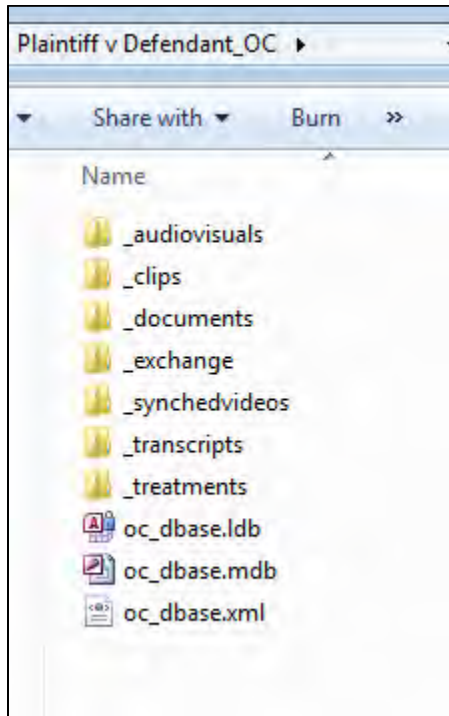 Plaintiff v Defendant_OC
Share with Burn »
Name
_audiovisuals
_clips
_documents
_exchange
_synchedvideos
_transcripts
_treatments
oc_dbase.ldb
oc_dbase.mdb
oc_dbase.xml